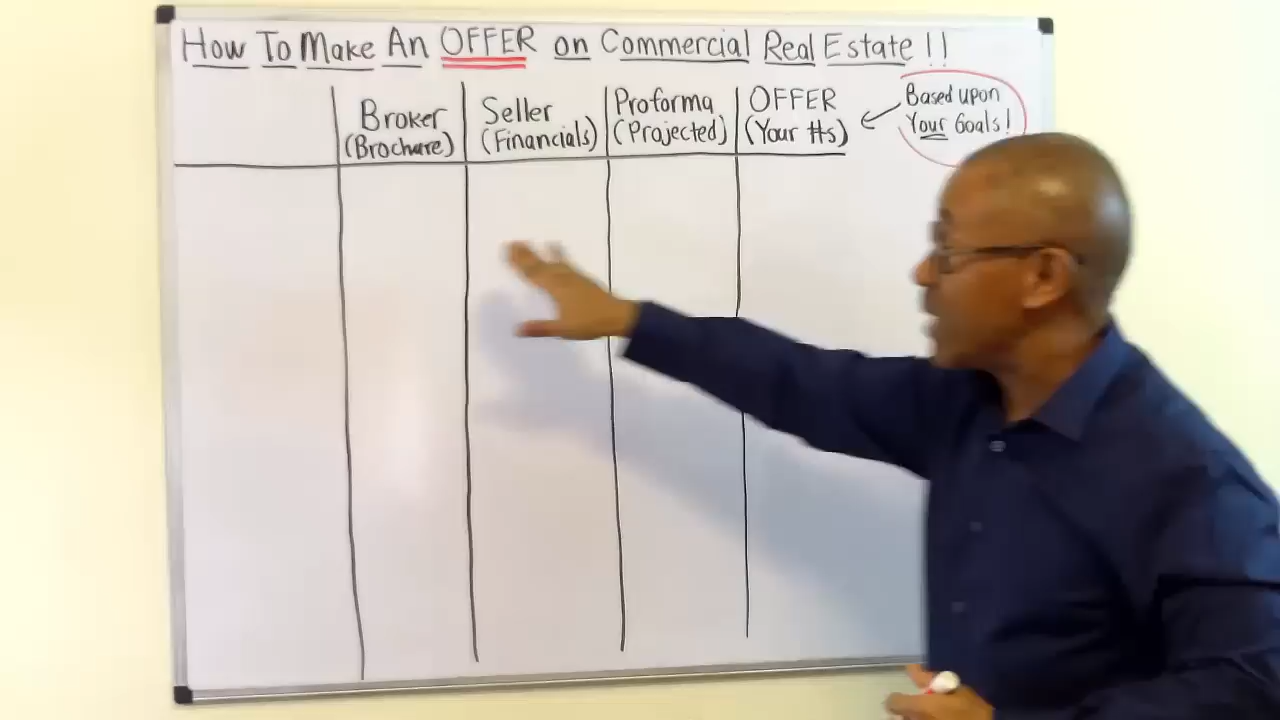 How To Make An OFFER on Commercial Real Estate!!
Broker
(Brochure)
Seller
(Financials)
Proforma
(Projected)
OFFER
(Your #s)
Based upon
Your Goals!